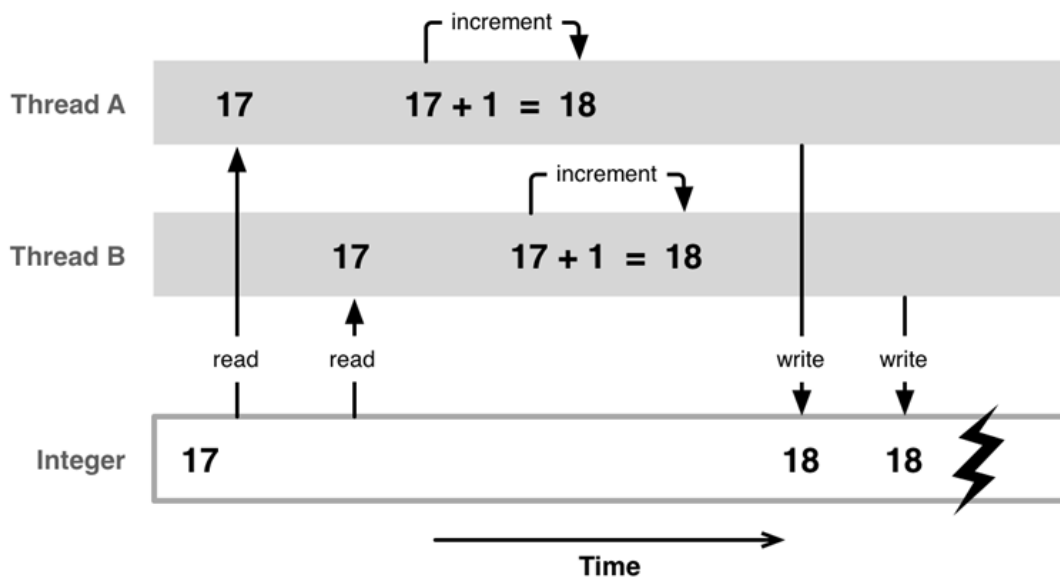 increment
Thread A 17 17 + 1 = 18
increment
Thread B 17 17 + 1 = 18
read read write write
Integer 17 18 18
Time